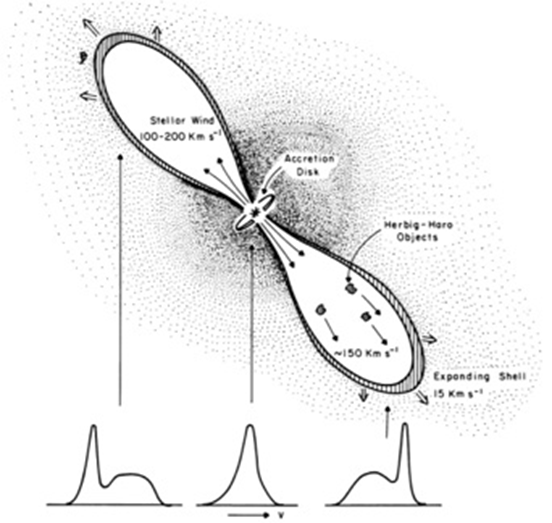 Stellar Wind
100-200 Km s⁻¹
Accretion
Disk
Herbig-Haro
Objects
~150 Km s⁻¹
Expanding Shell
15 Km s⁻¹
v